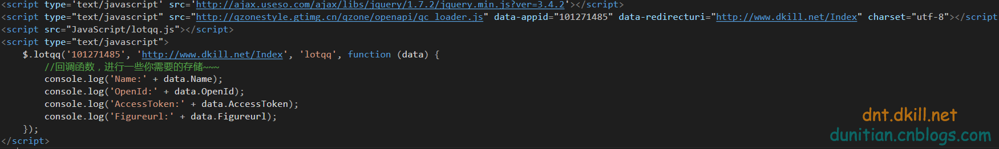 <script type='text/javascript' src='http://ajax.useso.com/ajax/libs/jquery/1.7.2/jquery.min.js?ver=3.4.2'></script>
<script type="text/javascript" src="http://qzonestyle.gtimg.cn/qzone/openapi/qc_loader.js" data-appid="101271485" data-redirecturi="http://www.dkill.net/Index" charset="utf-8"></script
<script src="JavaScript/lotqq.js"></script>
<script type="text/javascript">
    $.lotqq('101271485', 'http://www.dkill.net/Index', 'lotqq', function (data) {
        //回调函数，进行一些你需要的存储~~~
        console.log('Name:' + data.Name);
        console.log('OpenId:' + data.OpenId);
        console.log('AccessToken:' + data.AccessToken);
        console.log('Figureurl:' + data.Figureurl);
    });
</script>
dnt.dkill.net
dunitian.cnblogs.com